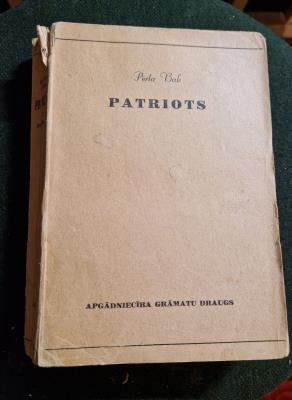 Perla Bak
PATRIOTS
APGĀDNIECĪBA GRĀMATU DRAUGS